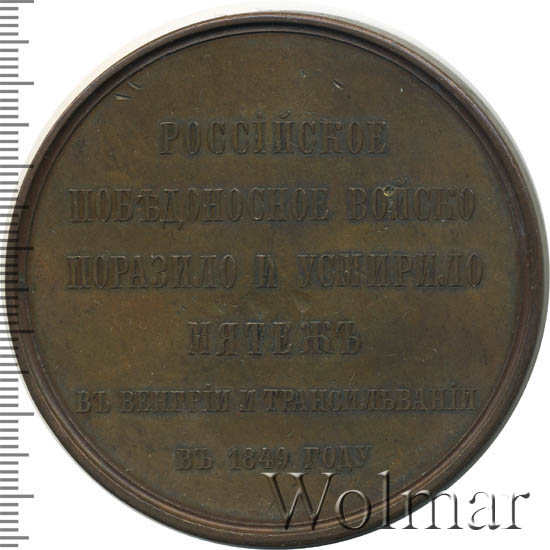 РОССІЙСКОЕ
ПОБѢДОНОСНОЕ ВОЙСКО
ПОРАЗИЛО И УСМИРИЛО
МЯТЕЖЪ
ВЪ ВЕНГРІИ И ТРАНСИЛЬВАНІИ
ВЪ 1849 ГОДУ
Wolmar